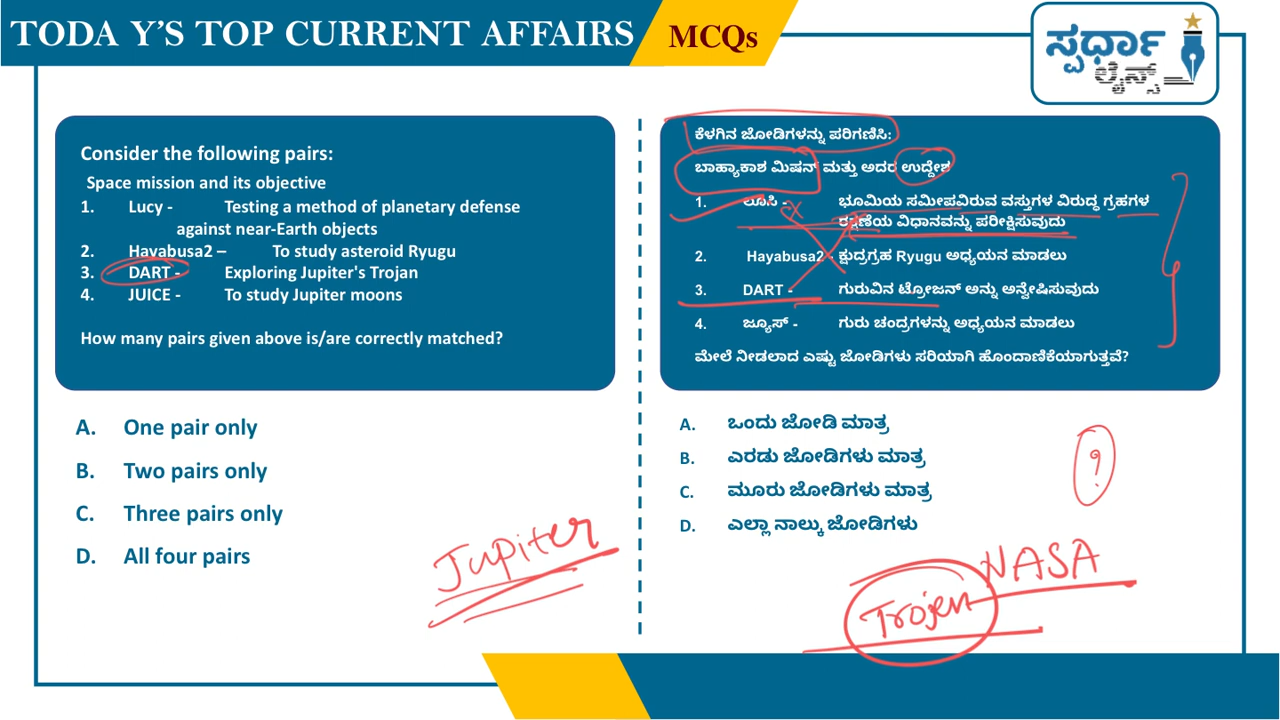 TODA Y'S TOP CURRENT AFFAIRS MCQs
ಸ್ಪರ್ಧಾ
ಲೈನ್ಸ್
Consider the following pairs:
Space mission and its objective
1. Lucy - Testing a method of planetary defense
against near-Earth objects
2. Hayabusa2 – To study asteroid Ryugu
3. DART - Exploring Jupiter's Trojan
4. JUICE - To study Jupiter moons
How many pairs given above is/are correctly matched?
A. One pair only
B. Two pairs only
C. Three pairs only
D. All four pairs
Jupiter
ಕೆಳಗಿನ ಜೋಡಿಗಳನ್ನು ಪರಿಗಣಿಸಿ:
ಬಾಹ್ಯಾಕಾಶ ಮಿಷನ್ ಮತ್ತು ಅದರ ಉದ್ದೇಶ
1. ಲೂಸಿ - ಭೂಮಿಯ ಸಮೀಪವಿರುವ ವಸ್ತುಗಳ ವಿರುದ್ಧ ಗ್ರಹಗಳ
ರಕ್ಷಣೆಯ ವಿಧಾನವನ್ನು ಪರೀಕ್ಷಿಸುವುದು
2. Hayabusa2 - ಕ್ಷುದ್ರಗ್ರಹ Ryugu ಅಧ್ಯಯನ ಮಾಡಲು
3. DART - ಗುರುವಿನ ಟ್ರೋಜನ್ ಅನ್ನು ಅನ್ವೇಷಿಸುವುದು
4. ಜ್ಯೂಸ್ - ಗುರು ಚಂದ್ರಗಳನ್ನು ಅಧ್ಯಯನ ಮಾಡಲು
ಮೇಲೆ ನೀಡಲಾದ ಎಷ್ಟು ಜೋಡಿಗಳು ಸರಿಯಾಗಿ ಹೊಂದಾಣಿಕೆಯಾಗುತ್ತವೆ?
A. ಒಂದು ಜೋಡಿ ಮಾತ್ರ
B. ಎರಡು ಜೋಡಿಗಳು ಮಾತ್ರ
C. ಮೂರು ಜೋಡಿಗಳು ಮಾತ್ರ
D. ಎಲ್ಲಾ ನಾಲ್ಕು ಜೋಡಿಗಳು
?
NASA
Trojen